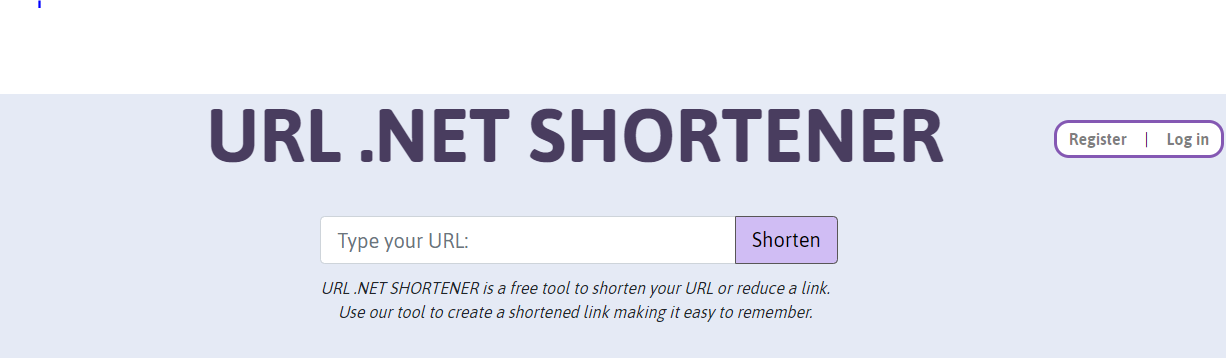 URL .NET SHORTENER
Register | Log in
Type your URL:
Shorten
URL .NET SHORTENER is a free tool to shorten your URL or reduce a link.
Use our tool to create a shortened link making it easy to remember.